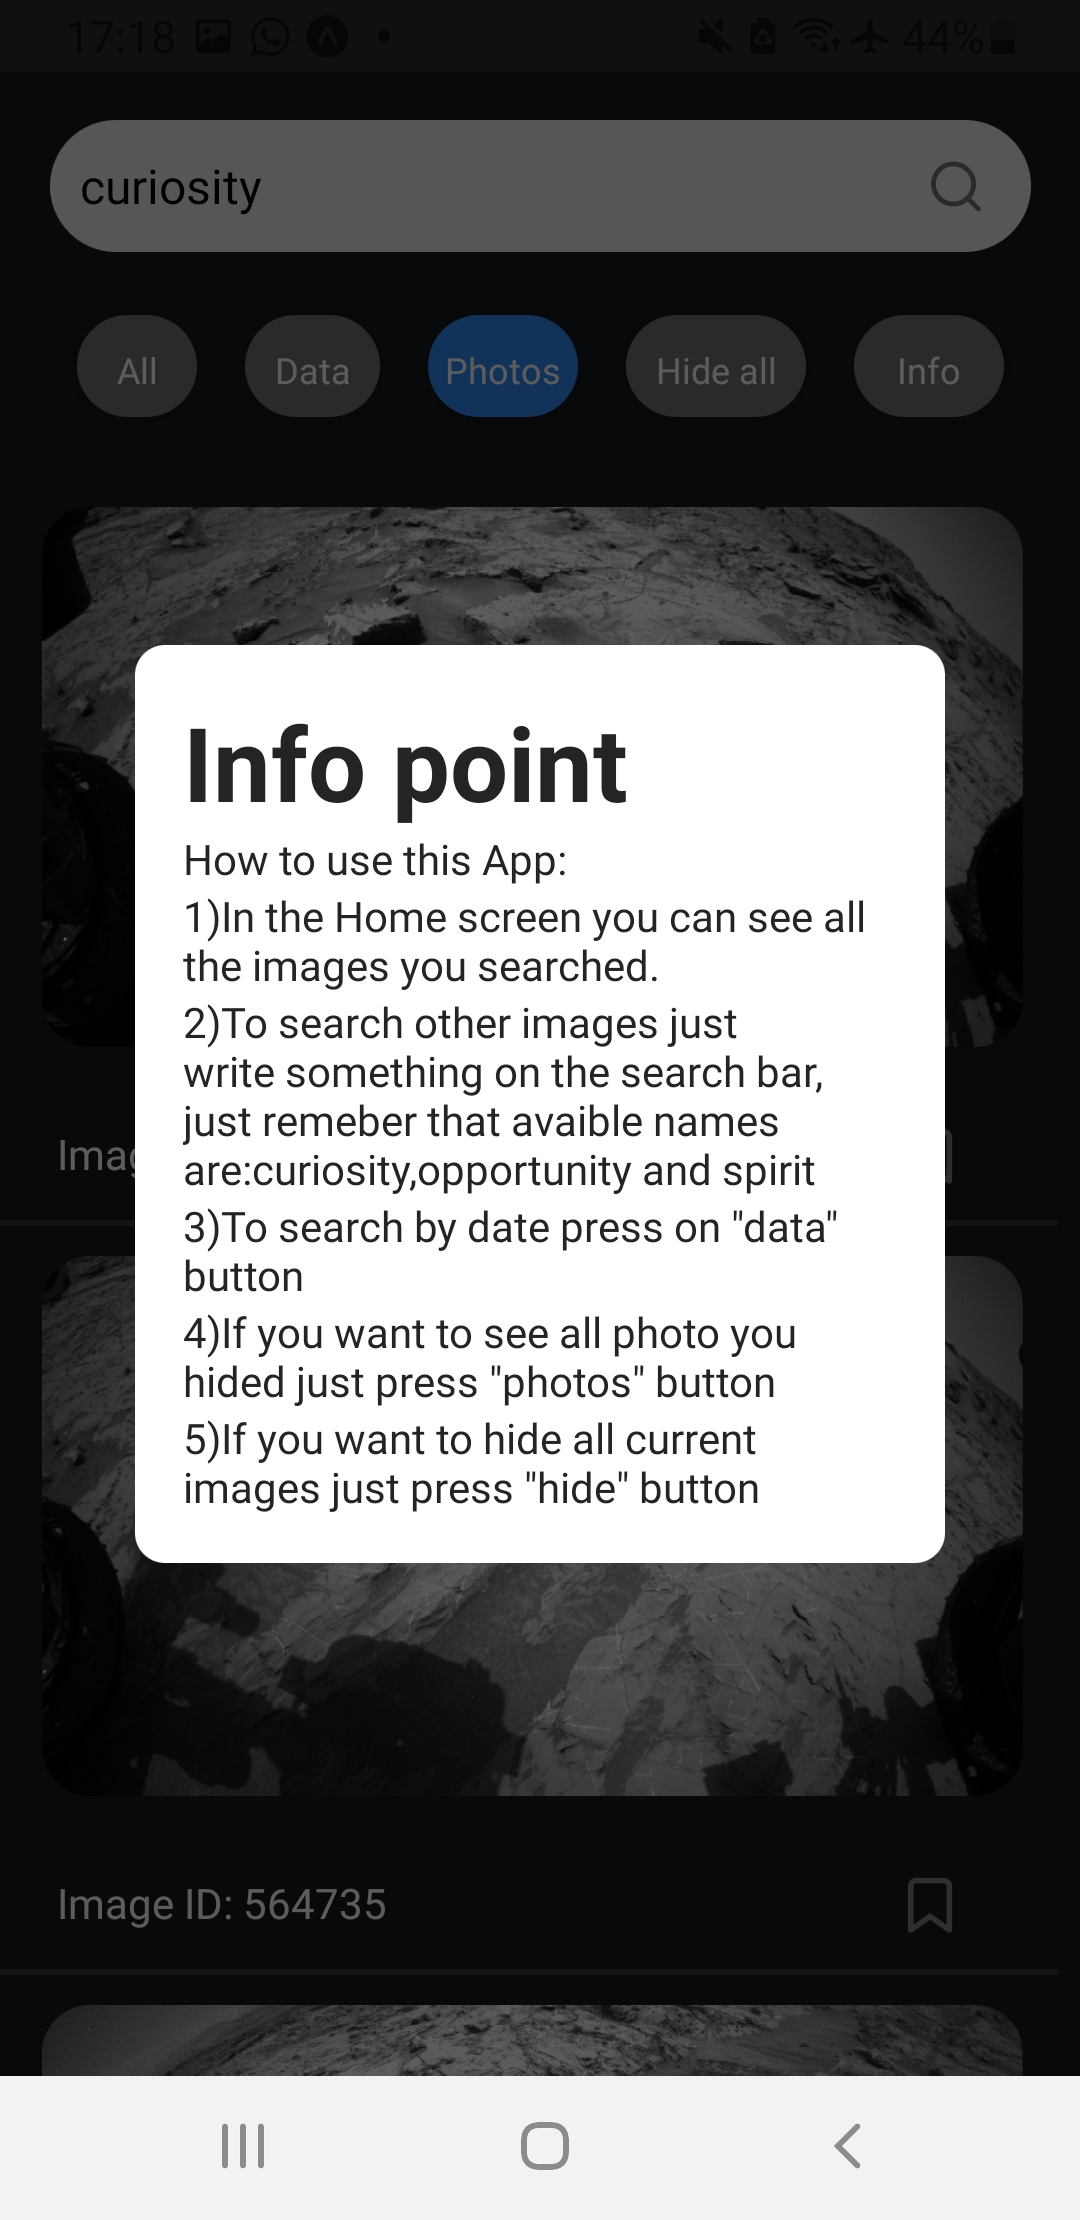 17:18 44%
curiosity
All Data Photos Hide all Info
Info point
How to use this App:
1)In the Home screen you can see all
the images you searched.
2)To search other images just
write something on the search bar,
just remeber that avaible names
are:curiosity,opportunity and spirit
3)To search by date press on "data"
button
4)If you want to see all photo you
hided just press "photos" button
5)If you want to hide all current
images just press "hide" button
Imag
Image ID: 564735